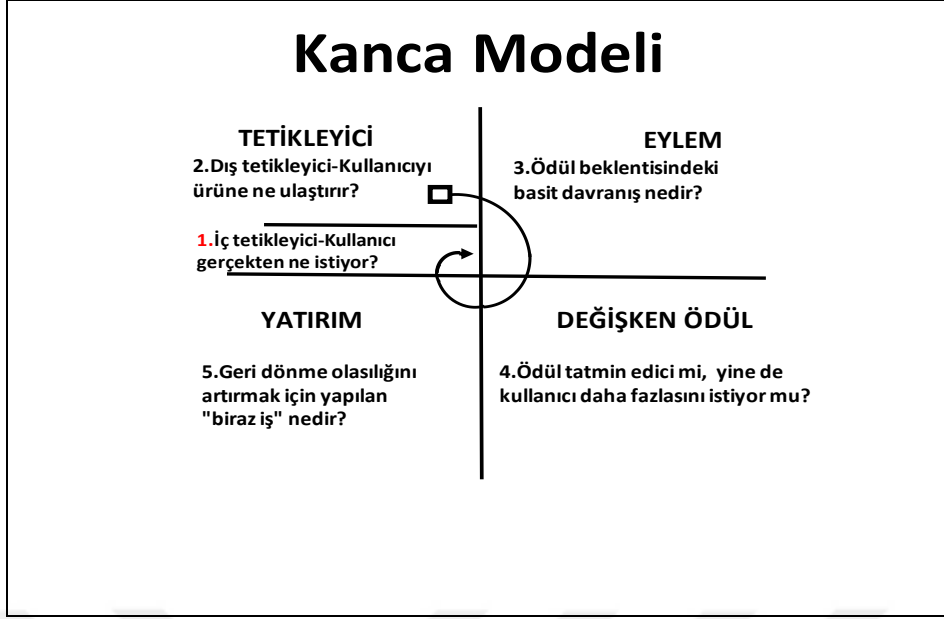 Kanca Modeli
TETİKLEYİCİ
2.Dış tetikleyici-Kullanıcıyı
ürüne ne ulaştırır?
1.İç tetikleyici-Kullanıcı
gerçekten ne istiyor?
EYLEM
3.Ödül beklentisindeki
basit davranış nedir?
YATIRIM
5.Geri dönme olasılığını
artırmak için yapılan
"biraz iş" nedir?
DEĞİŞKEN ÖDÜL
4.Ödül tatmin edici mi, yine de
kullanıcı daha fazlasını istiyor mu?